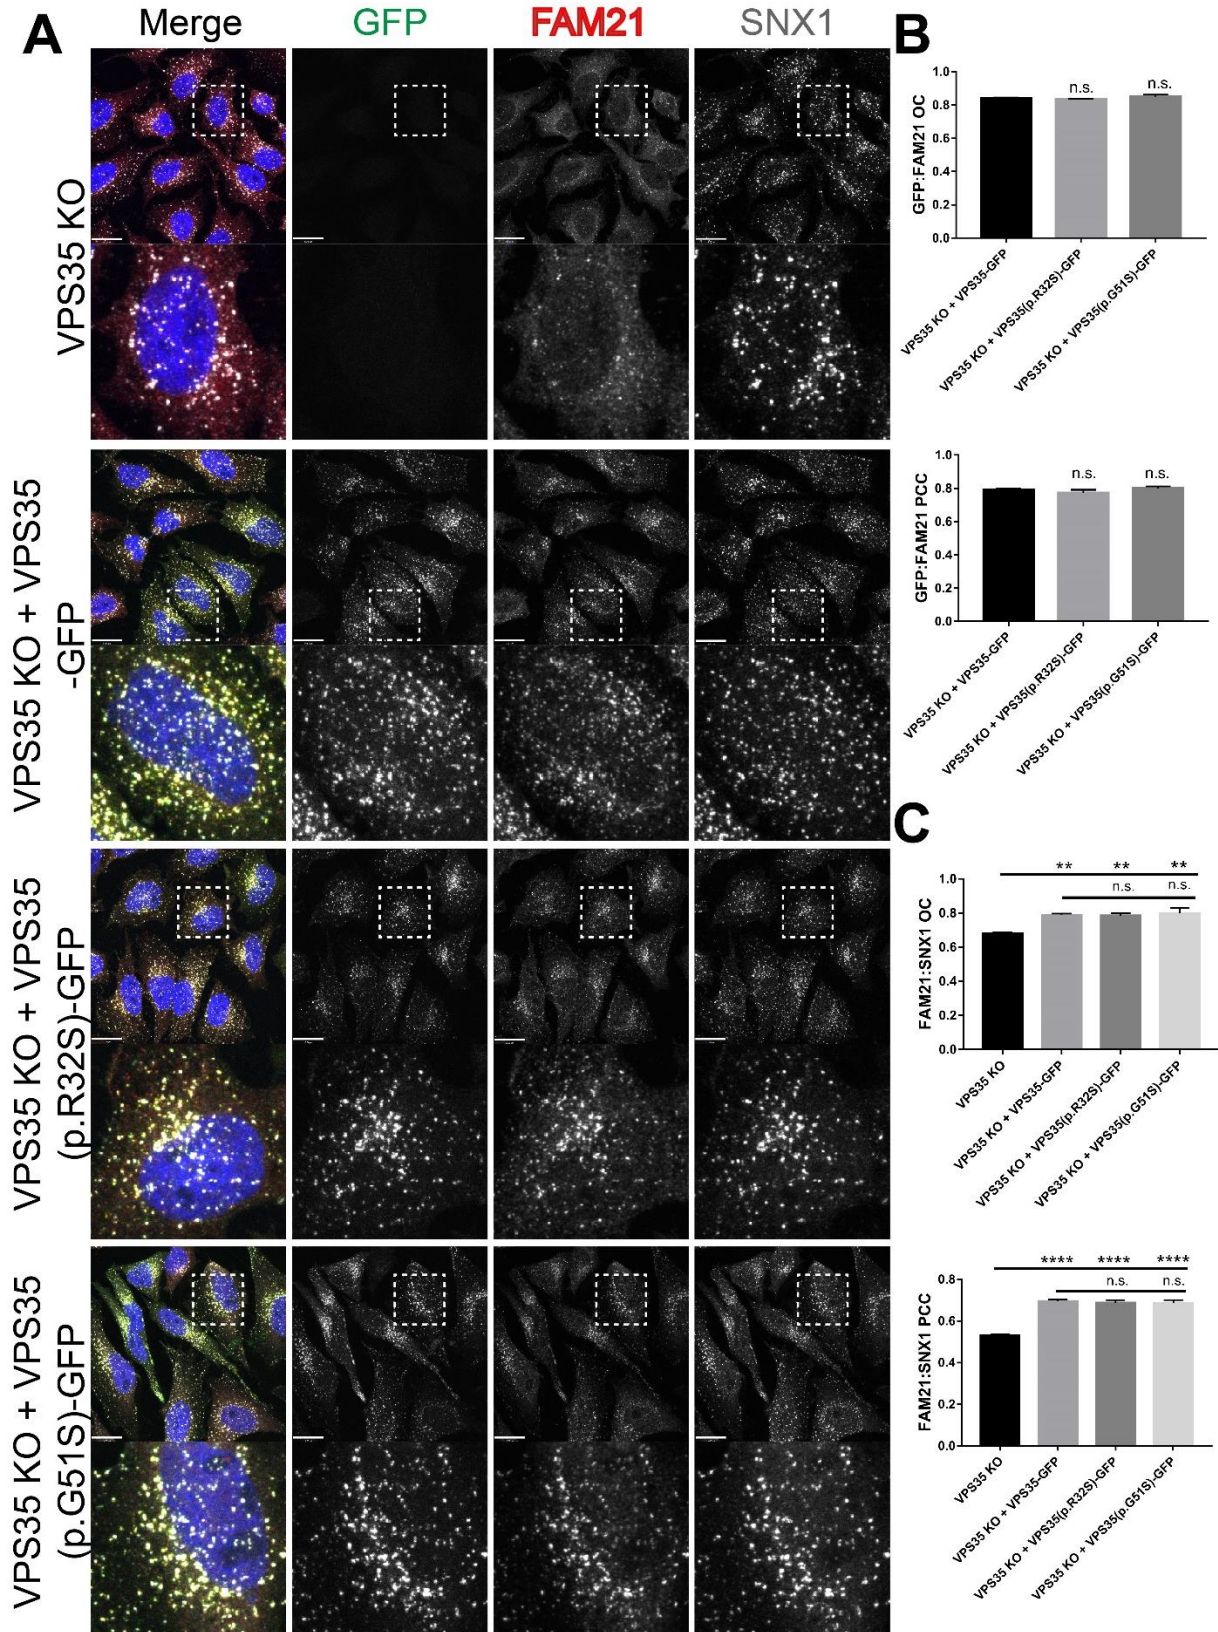 A
Merge
GFP
FAM21
SNX1
VPS35 KO
VPS35 KO + VPS35
-GFP
VPS35 KO + VPS35
(p.R32S)-GFP
VPS35 KO + VPS35
(p.G51S)-GFP
B
GFP:FAM21 OC
1.0
0.8
0.6
0.4
0.2
0.0
n.s.
n.s.
VPS35 KO + VPS35-GFP
VPS35 KO + VPS35(p.R32S)-GFP
VPS35 KO + VPS35(p.G51S)-GFP
GFP:FAM21 PCC
1.0
0.8
0.6
0.4
0.2
0.0
n.s.
n.s.
VPS35 KO + VPS35-GFP
VPS35 KO + VPS35(p.R32S)-GFP
VPS35 KO + VPS35(p.G51S)-GFP
C
FAM21:SNX1 OC
1.0
0.8
0.6
0.4
0.2
0.0
** ** **
n.s. n.s.
VPS35 KO
VPS35 KO + VPS35-GFP
VPS35 KO + VPS35(p.R32S)-GFP
VPS35 KO + VPS35(p.G51S)-GFP
FAM21:SNX1 PCC
0.8
0.6
0.4
0.2
0.0
**** **** ****
n.s. n.s.
VPS35 KO
VPS35 KO + VPS35-GFP
VPS35 KO + VPS35(p.R32S)-GFP
VPS35 KO + VPS35(p.G51S)-GFP